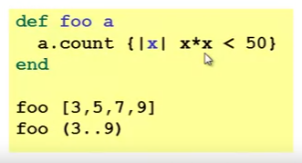 def foo a
a.count {|x| x*x < 50}
end
foo [3,5,7,9]
foo (3..9)